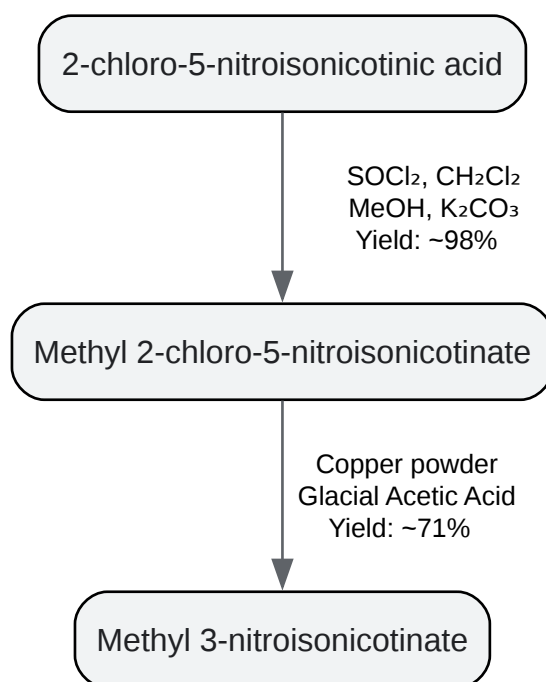 2-chloro-5-nitroisonicotinic acid
SOCl₂, CH₂Cl₂
MeOH, K₂CO₃
Yield: ~98%
Methyl 2-chloro-5-nitroisonicotinate
Copper powder
Glacial Acetic Acid
Yield: ~71%
Methyl 3-nitroisonicotinate